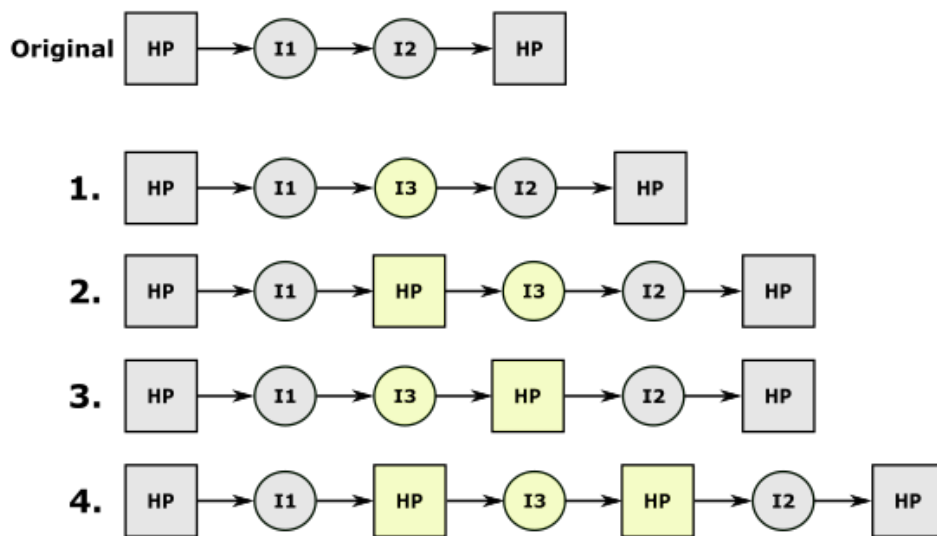 Original HP I1 I2 HP
1. HP I1 I3 I2 HP
2. HP I1 HP I3 I2 HP
3. HP I1 I3 HP I2 HP
4. HP I1 HP I3 HP I2 HP